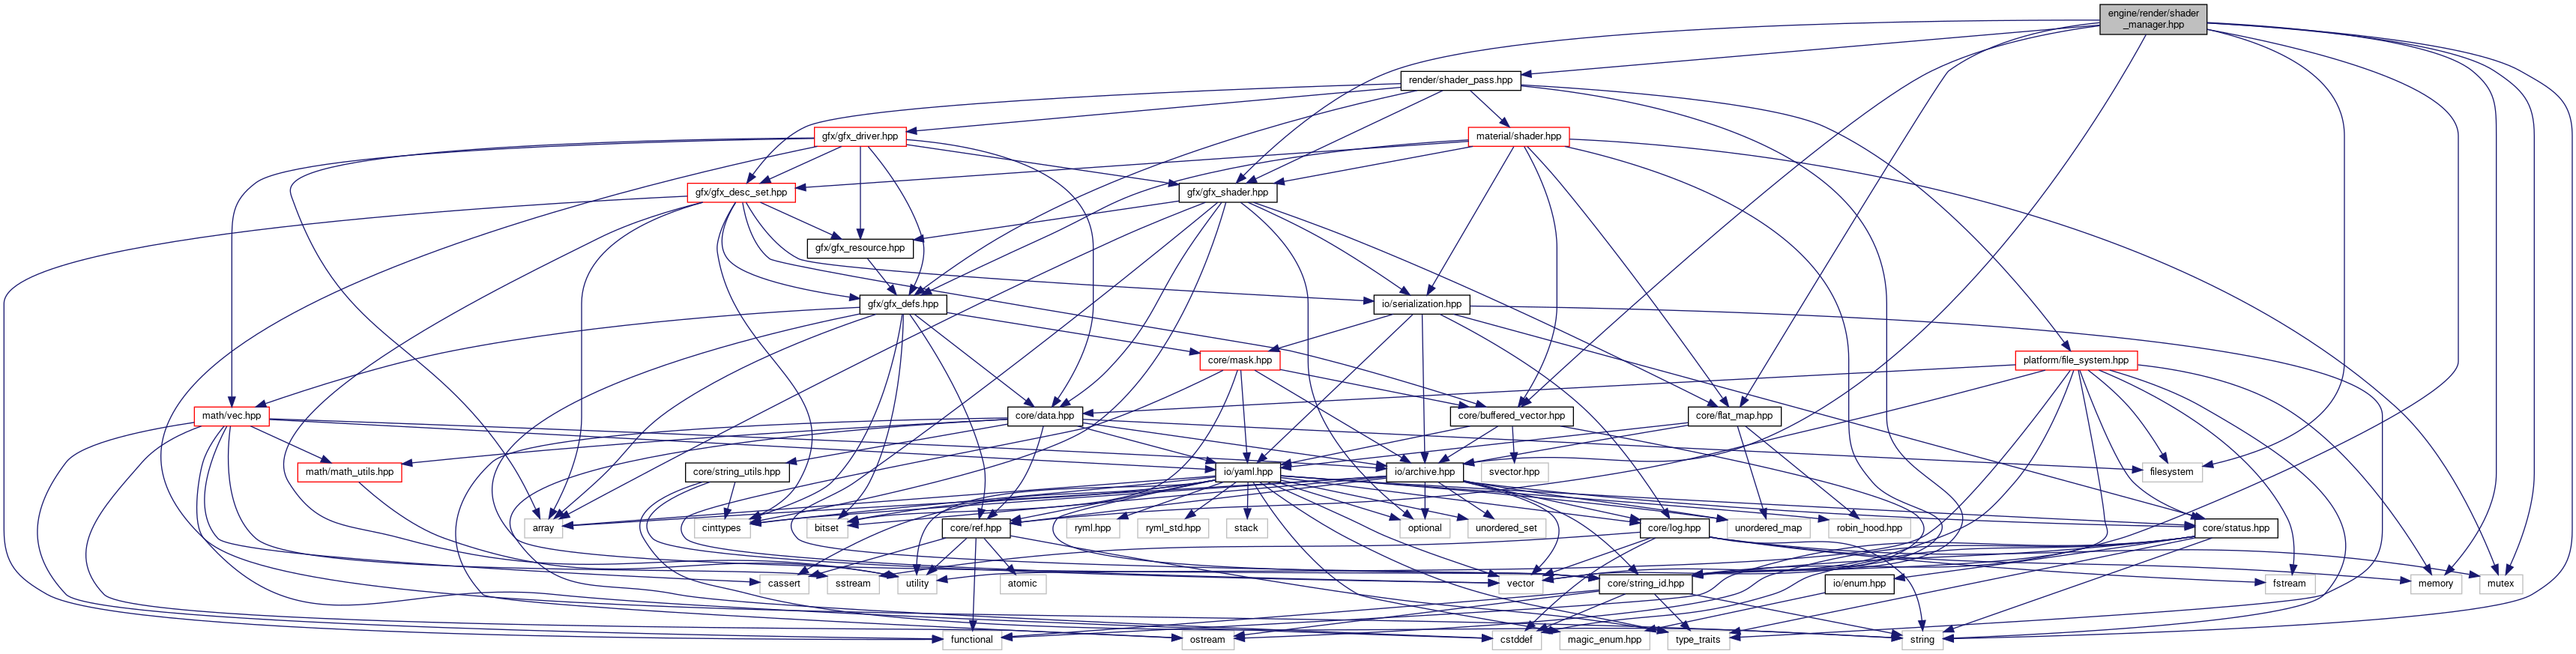 engine/render/shader
_manager.hpp
render/shader_pass.hpp
gfx/gfx_driver.hpp
material/shader.hpp
gfx/gfx_desc_set.hpp
gfx/gfx_shader.hpp
gfx/gfx_resource.hpp
gfx/gfx_defs.hpp
io/serialization.hpp
core/mask.hpp
platform/file_system.hpp
math/vec.hpp
core/data.hpp
core/buffered_vector.hpp
core/flat_map.hpp
math/math_utils.hpp
core/string_utils.hpp
io/yaml.hpp
io/archive.hpp
svector.hpp
filesystem
array
cinttypes
bitset
core/ref.hpp
ryml.hpp
ryml_std.hpp
stack
optional
unordered_set
core/log.hpp
unordered_map
robin_hood.hpp
core/status.hpp
cassert
sstream
utility
atomic
vector
core/string_id.hpp
io/enum.hpp
fstream
memory
mutex
functional
ostream
cstddef
magic_enum.hpp
type_traits
string